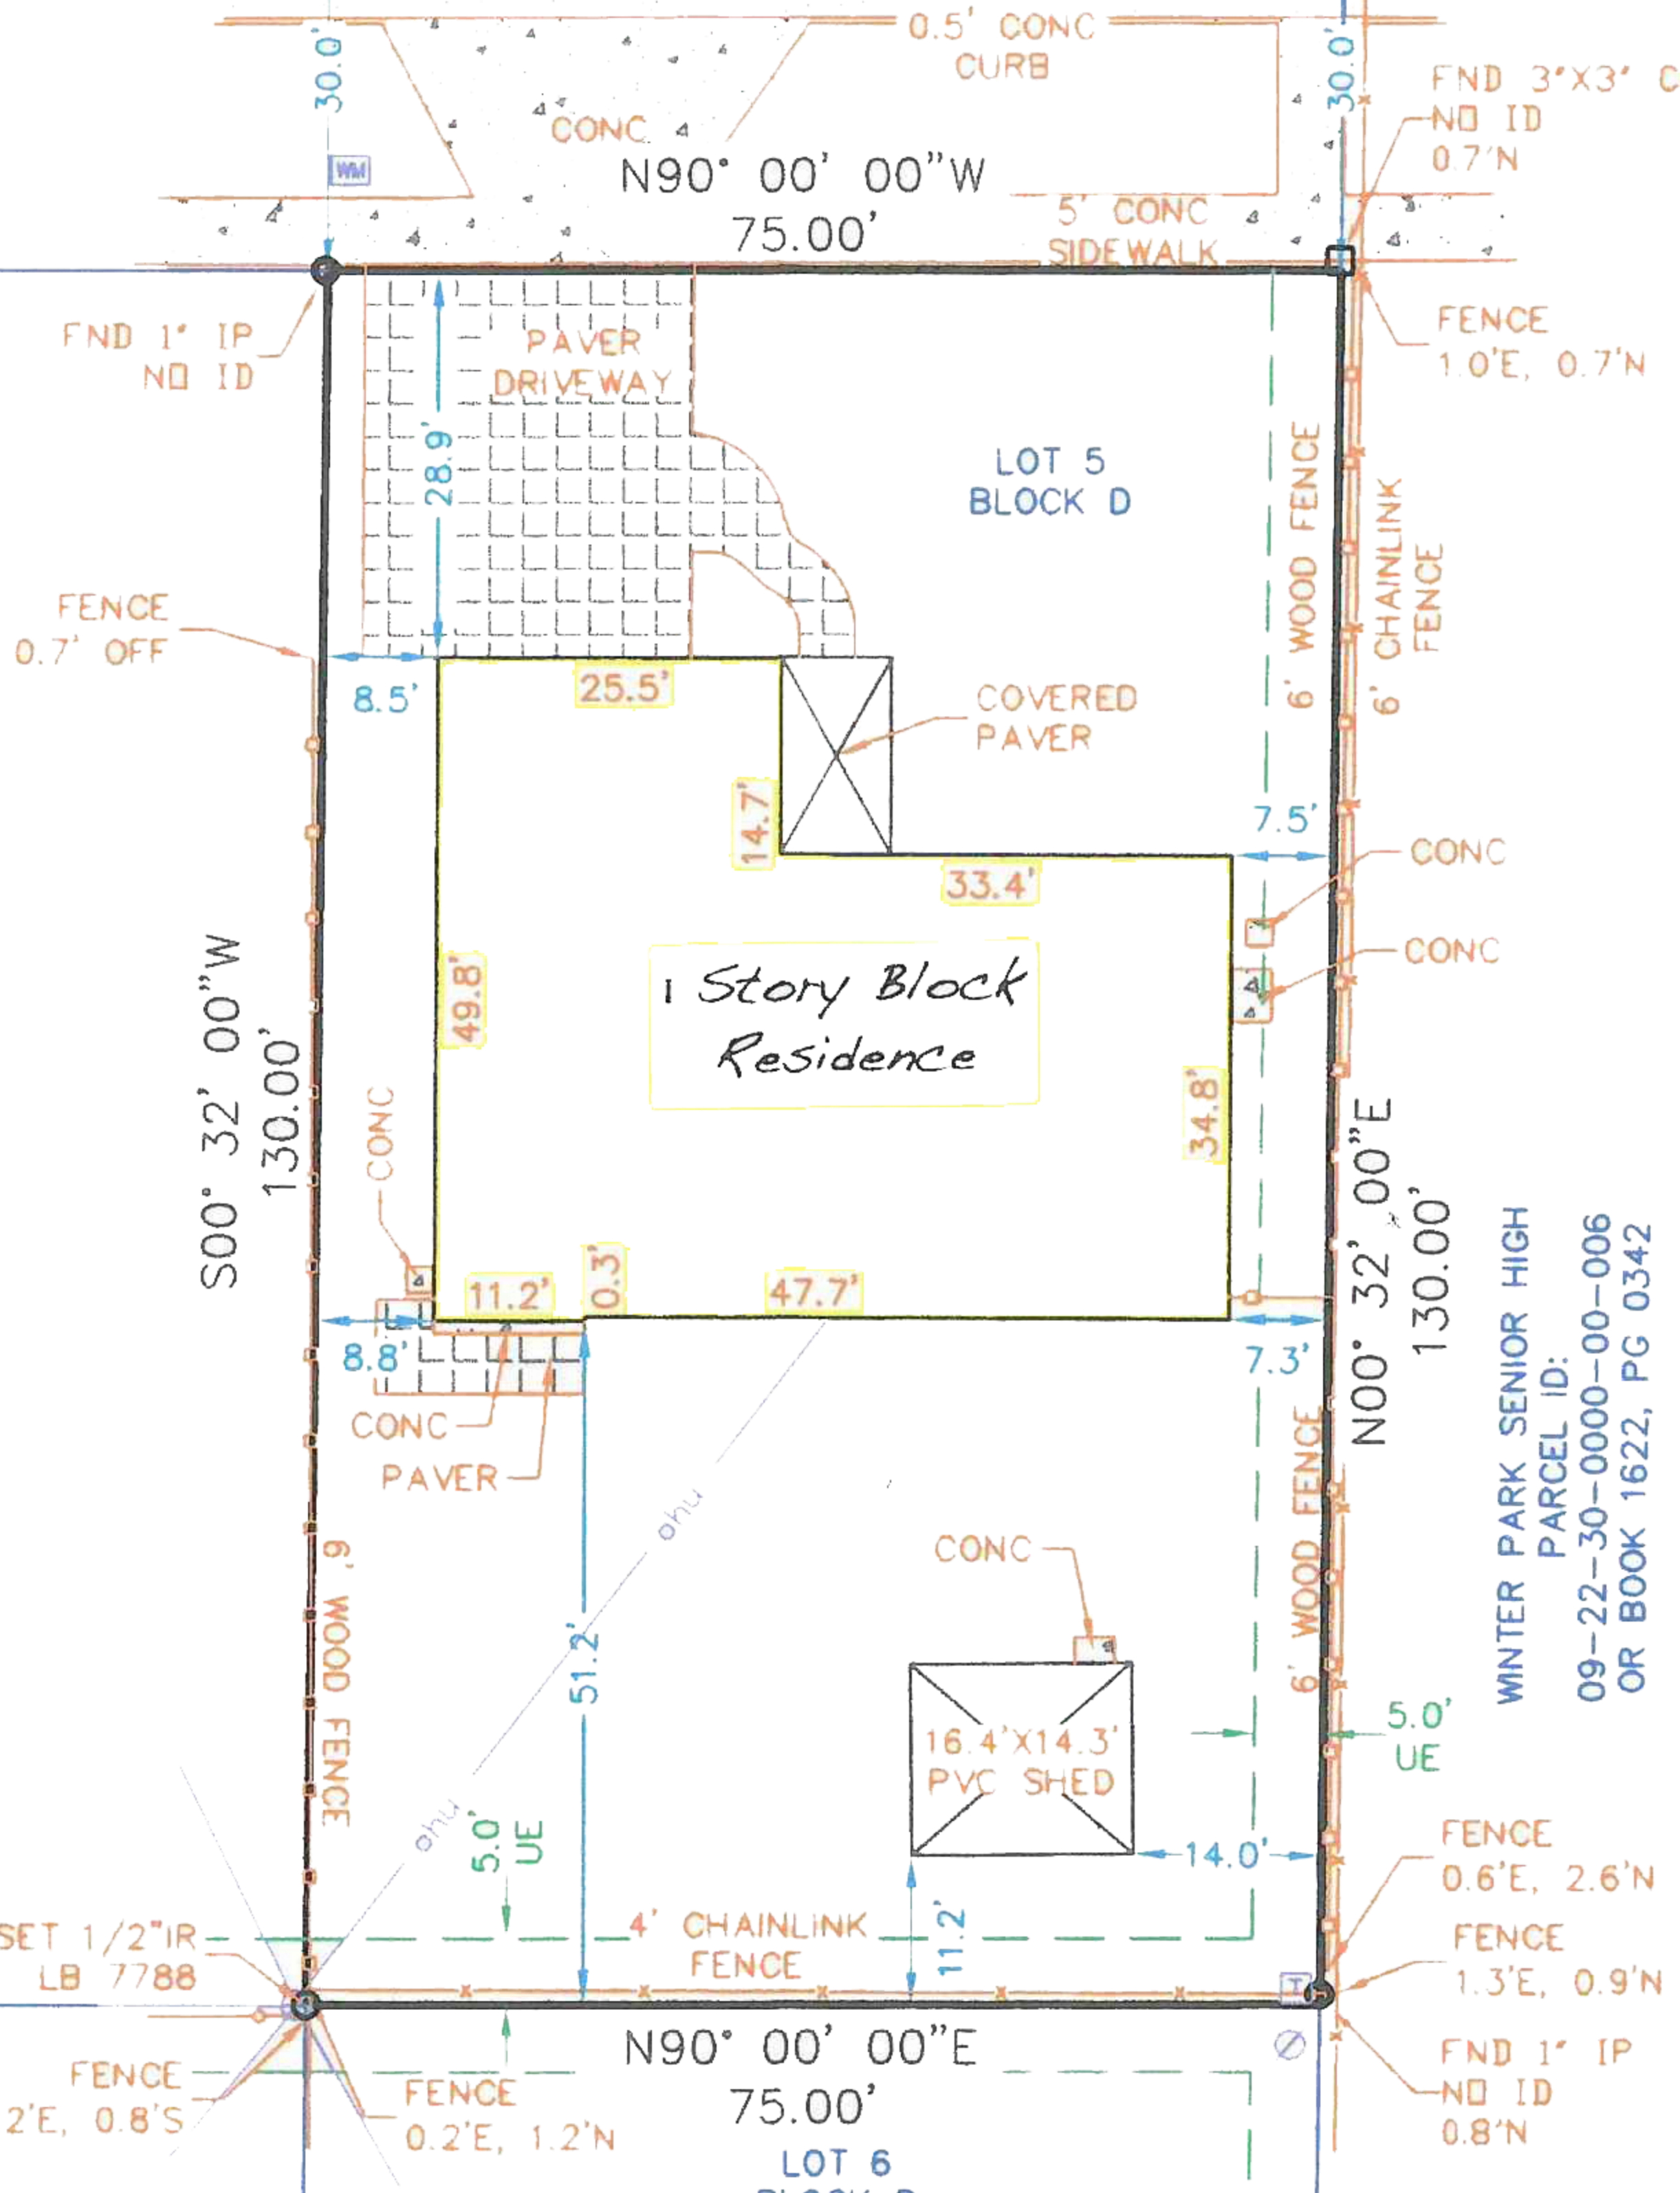 0.5' CONC
CURB
30.0'
30.0'
FND 3"X3" C
NO ID
0.7'N
CONC
WM
N90° 00' 00"W
75.00'
5' CONC
SIDEWALK
FND 1" IP
NO ID
FENCE
1.0'E, 0.7'N
PAVER
DRIVEWAY
28.9'
LOT 5
BLOCK D
6' WOOD FENCE
6' CHAINLINK
FENCE
FENCE
0.7' OFF
8.5'
25.5'
COVERED
PAVER
14.7'
7.5'
33.4'
CONC
CONC
49.8'
1 Story Block
Residence
S00° 32' 00"W
130.00'
34.8'
CONC
N00° 32' 00"E
130.00'
WINTER PARK SENIOR HIGH
PARCEL ID:
09-22-30-0000-00-006
OR BOOK 1622, PG 0342
11.2'
0.3'
47.7'
8.8'
7.3'
CONC
PAVER
ohu
6' WOOD FENCE
CONC
6' WOOD FENCE
51.2'
16.4'X14.3'
PVC SHED
5.0'
UE
ohu
5.0'
UE
14.0'
FENCE
0.6'E, 2.6'N
SET 1/2"IR
LB 7788
4' CHAINLINK
FENCE
11.2'
FENCE
1.3'E, 0.9'N
T
N90° 00' 00"E
75.00'
FENCE
2'E, 0.8'S
FENCE
0.2'E, 1.2'N
FND 1" IP
NO ID
0.8'N
LOT 6